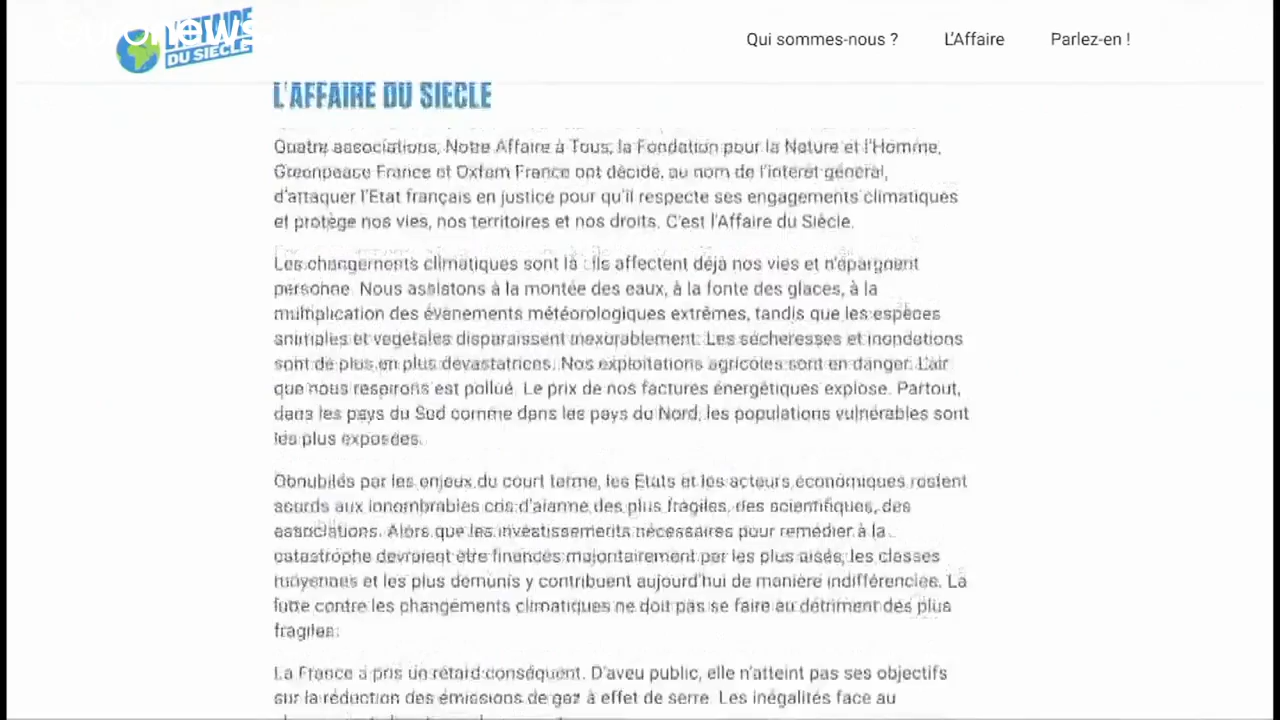 euronews.
L'AFFAIRE
DU SIECLE
Qui sommes-nous ?
L'Affaire
Parlez-en !
L'AFFAIRE DU SIECLE
Quatre associations, Notre Affaire à Tous, la Fondation pour la Nature et l'Homme,
Greenpeace France et Oxfam France ont décidé, au nom de l'intérêt général,
d'attaquer l'Etat français en justice pour qu'il respecte ses engagements climatiques
et protège nos vies, nos territoires et nos droits. C'est l'Affaire du Siècle.
Les changements climatiques sont là : ils affectent déjà nos vies et n'épargnent
personne. Nous assistons à la montée des eaux, à la fonte des glaces, à la
multiplication des évènements météorologiques extrêmes, tandis que les espèces
animales et végétales disparaissent inexorablement. Les sécheresses et inondations
sont de plus en plus dévastatrices. Nos exploitations agricoles sont en danger. L'air
que nous respirons est pollué. Le prix de nos factures énergétiques explose. Partout,
dans les pays du Sud comme dans les pays du Nord, les populations vulnérables sont
les plus exposées.
Obnubilés par les enjeux du court terme, les Etats et les acteurs économiques restent
sourds aux innombrables cris d'alarme des plus fragiles, des scientifiques, des
associations. Alors que les investissements nécessaires pour remédier à la
catastrophe devraient être financés majoritairement par les plus aisés, les classes
moyennes et les plus démunis y contribuent aujourd'hui de manière indifférenciée. La
lutte contre les changements climatiques ne doit pas se faire au détriment des plus
fragiles.
La France a pris un retard conséquent. D'aveu public, elle n'atteint pas ses objectifs
sur la réduction des émissions de gaz à effet de serre. Les inégalités face au